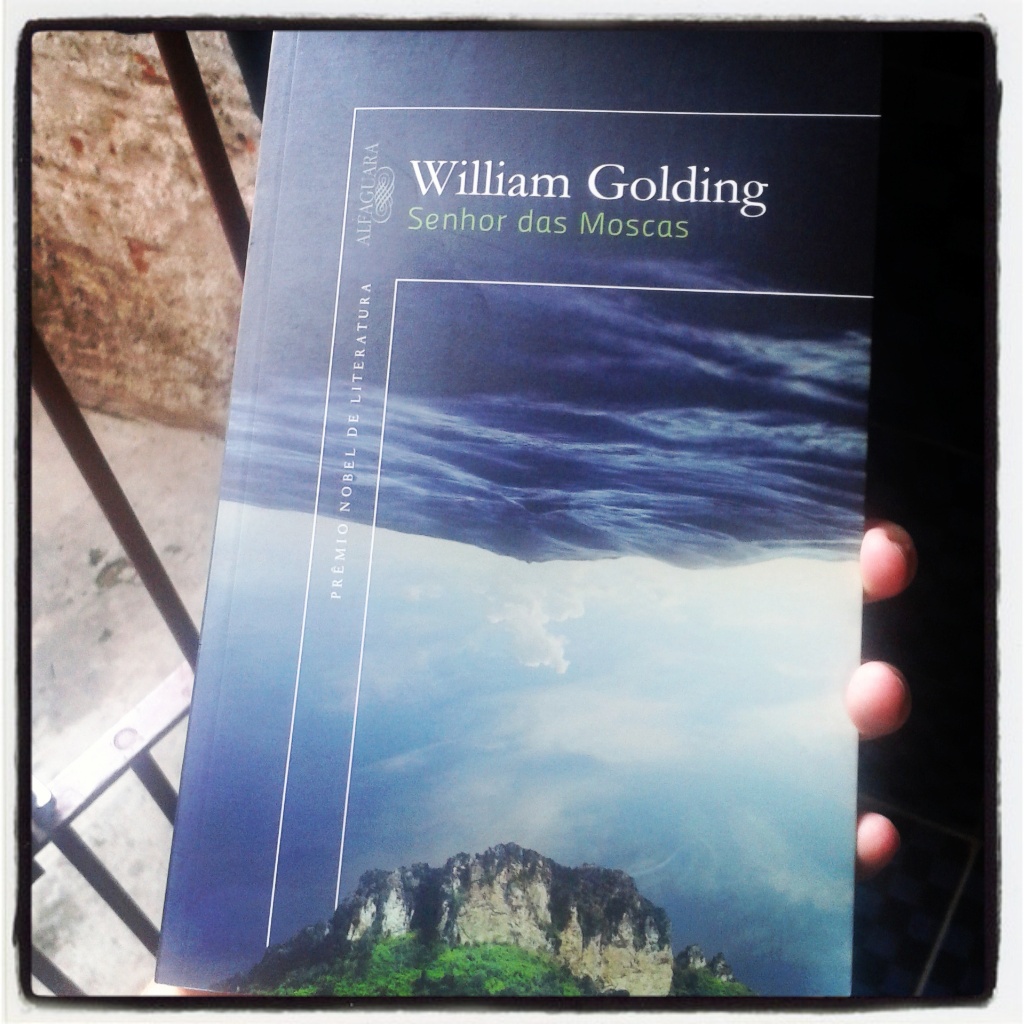 William Golding
Senhor das Moscas
ALFAGUARA
PRÊMIO NOBEL DE LITERATURA